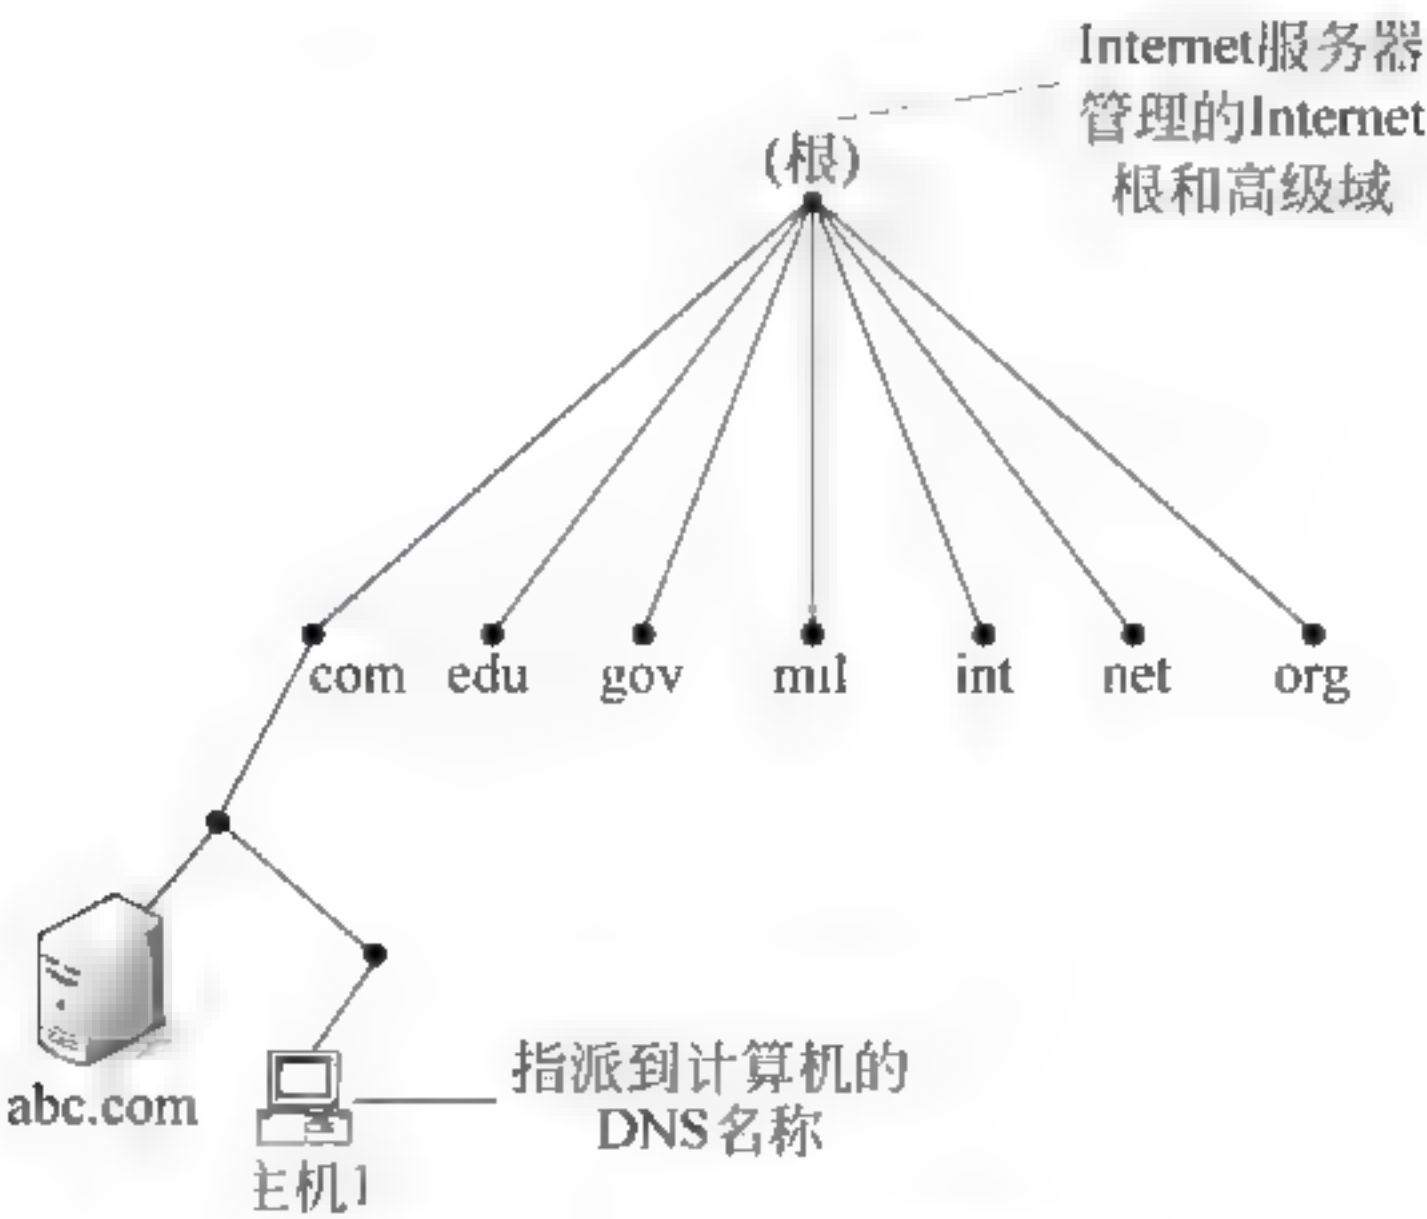 Internet服务器
管理的Internet
根和高级域
(根)
com edu gov mil int net org
abc.com
指派到计算机的
DNS名称
主机1